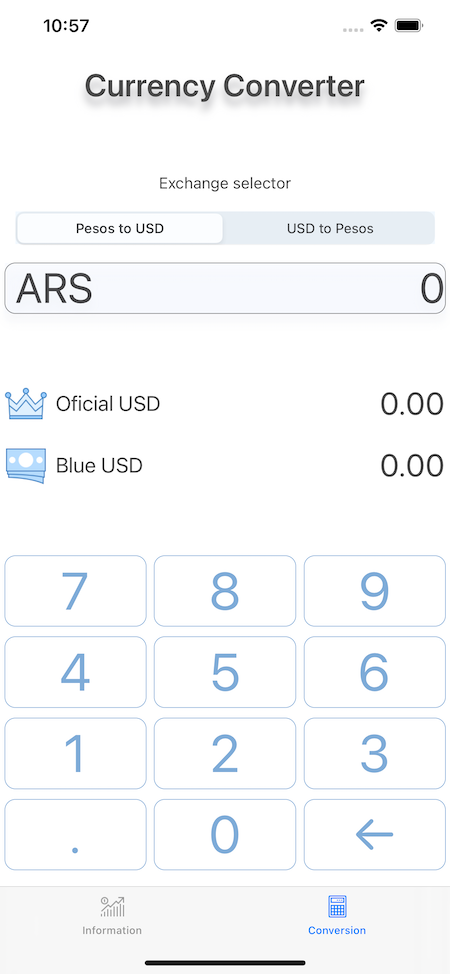 10:57
Currency Converter
Exchange selector
Pesos to USD USD to Pesos
ARS 0
Oficial USD 0.00
Blue USD 0.00
7 8 9
4 5 6
1 2 3
. 0 ←
Information Conversion